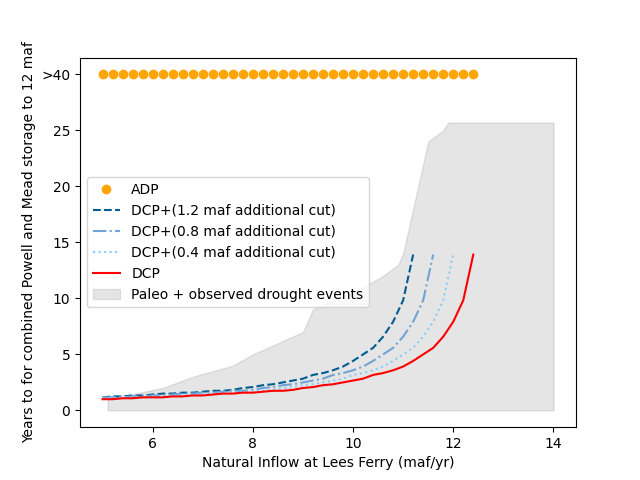 Years to for combined Powell and Mead storage to 12 maf
>40
25
20
15
10
5
0
ADP
DCP+(1.2 maf additional cut)
DCP+(0.8 maf additional cut)
DCP+(0.4 maf additional cut)
DCP
Paleo + observed drought events
6 8 10 12 14
Natural Inflow at Lees Ferry (maf/yr)